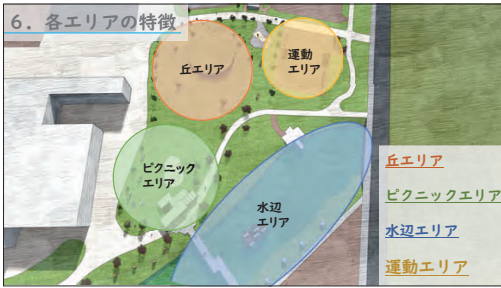 6．各エリアの特徴
丘エリア
運動
エリア
ピクニック
エリア
水辺
エリア
丘エリア
ピクニックエリア
水辺エリア
運動エリア